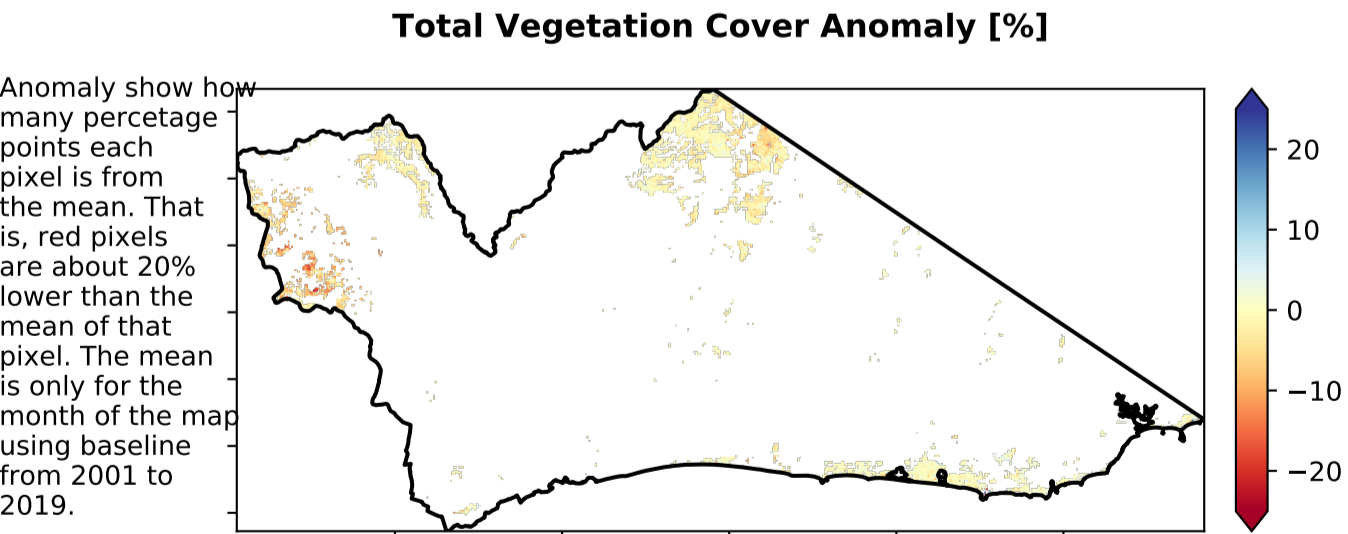 Total Vegetation Cover Anomaly [%]
Anomaly show how
many percetage
points each
pixel is from
the mean. That
is, red pixels
are about 20%
lower than the
mean of that
pixel. The mean
is only for the
month of the map
using baseline
from 2001 to
2019.
20
10
0
−10
−20